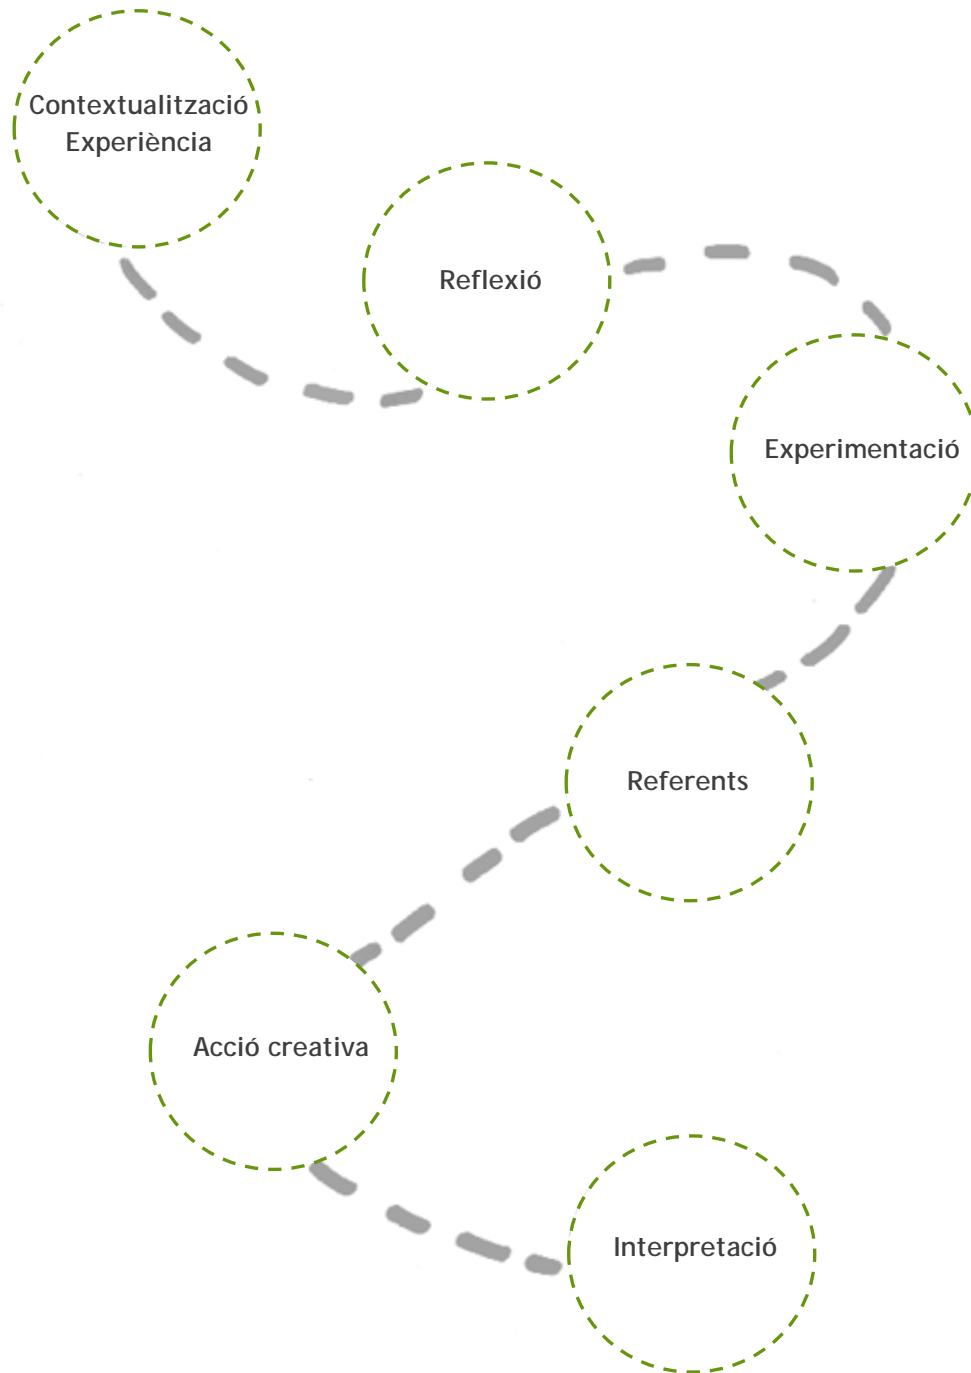 Contextualització
Experiència
Reflexió
Experimentació
Referents
Acció creativa
Interpretació